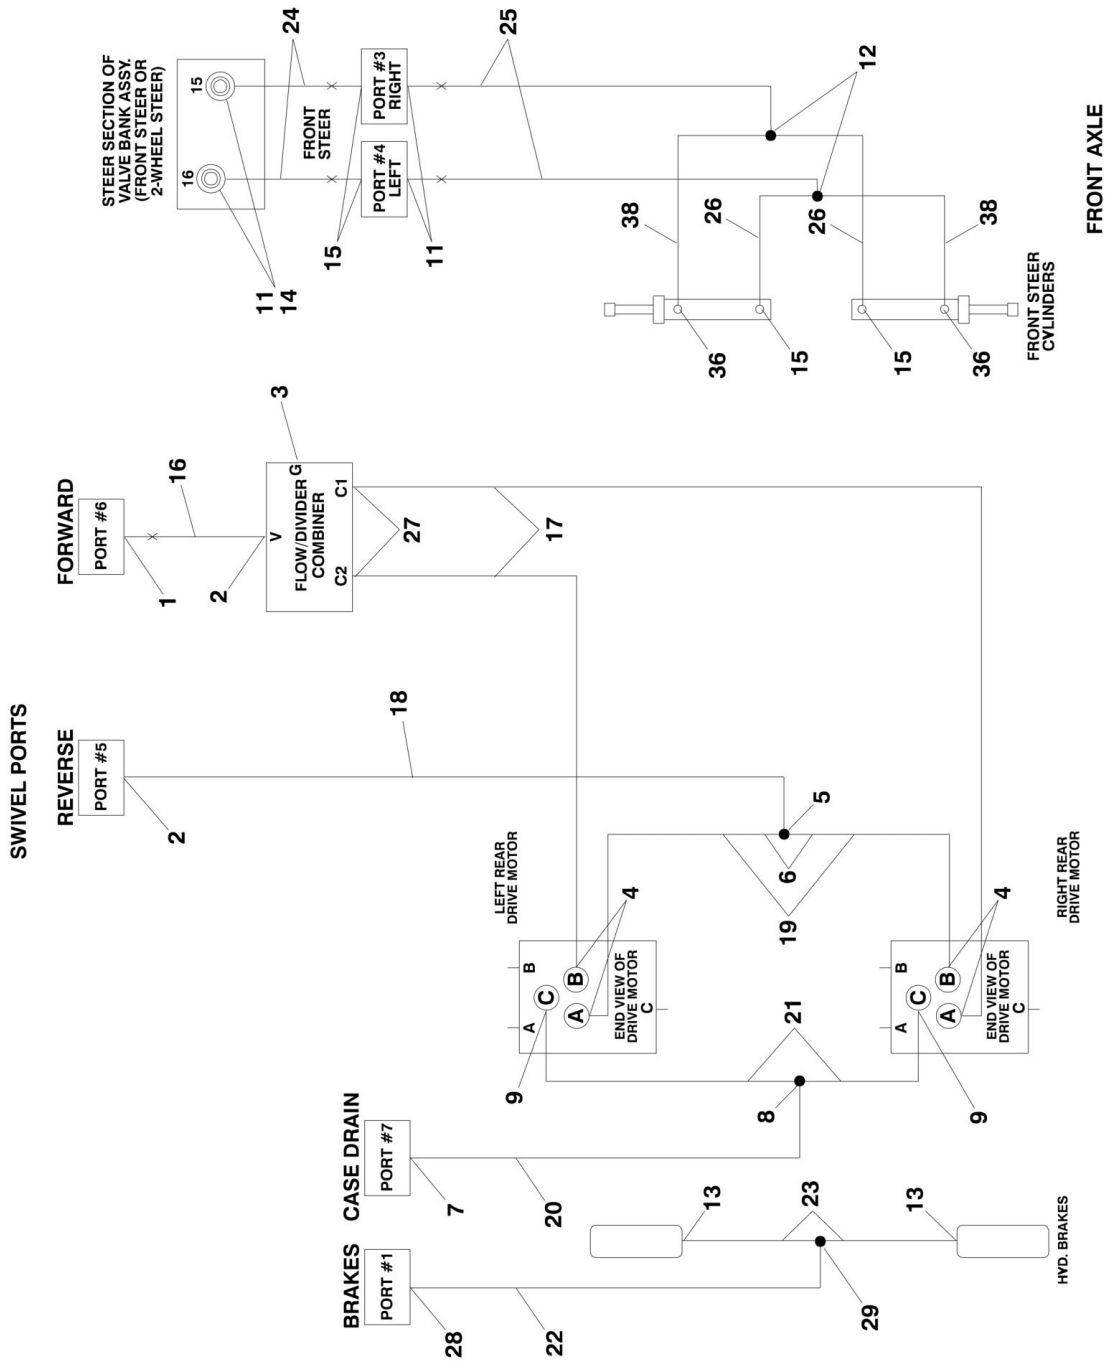 SWIVEL PORTS
BRAKES
PORT #1
28
22
29
13
23
13
HYD. BRAKES
CASE DRAIN
PORT #7
7
20
8
21
9
9
REVERSE
PORT #5
2
18
5
6
19
LEFT REAR
DRIVE MOTOR
A
B
C
A
B
END VIEW OF
DRIVE MOTOR
C
4
RIGHT REAR
DRIVE MOTOR
A
B
C
A
B
END VIEW OF
DRIVE MOTOR
C
4
FORWARD
PORT #6
1
16
2
3
V
G
FLOW/DIVIDER
COMBINER
C2
C1
27
17
STEER SECTION OF
VALVE BANK ASSY.
(FRONT STEER OR
2-WHEEL STEER)
16
15
11
14
24
FRONT
STEER
15
PORT #4
LEFT
PORT #3
RIGHT
11
25
12
38
26
26
38
36
15
15
36
FRONT STEER
CYLINDERS
FRONT AXLE